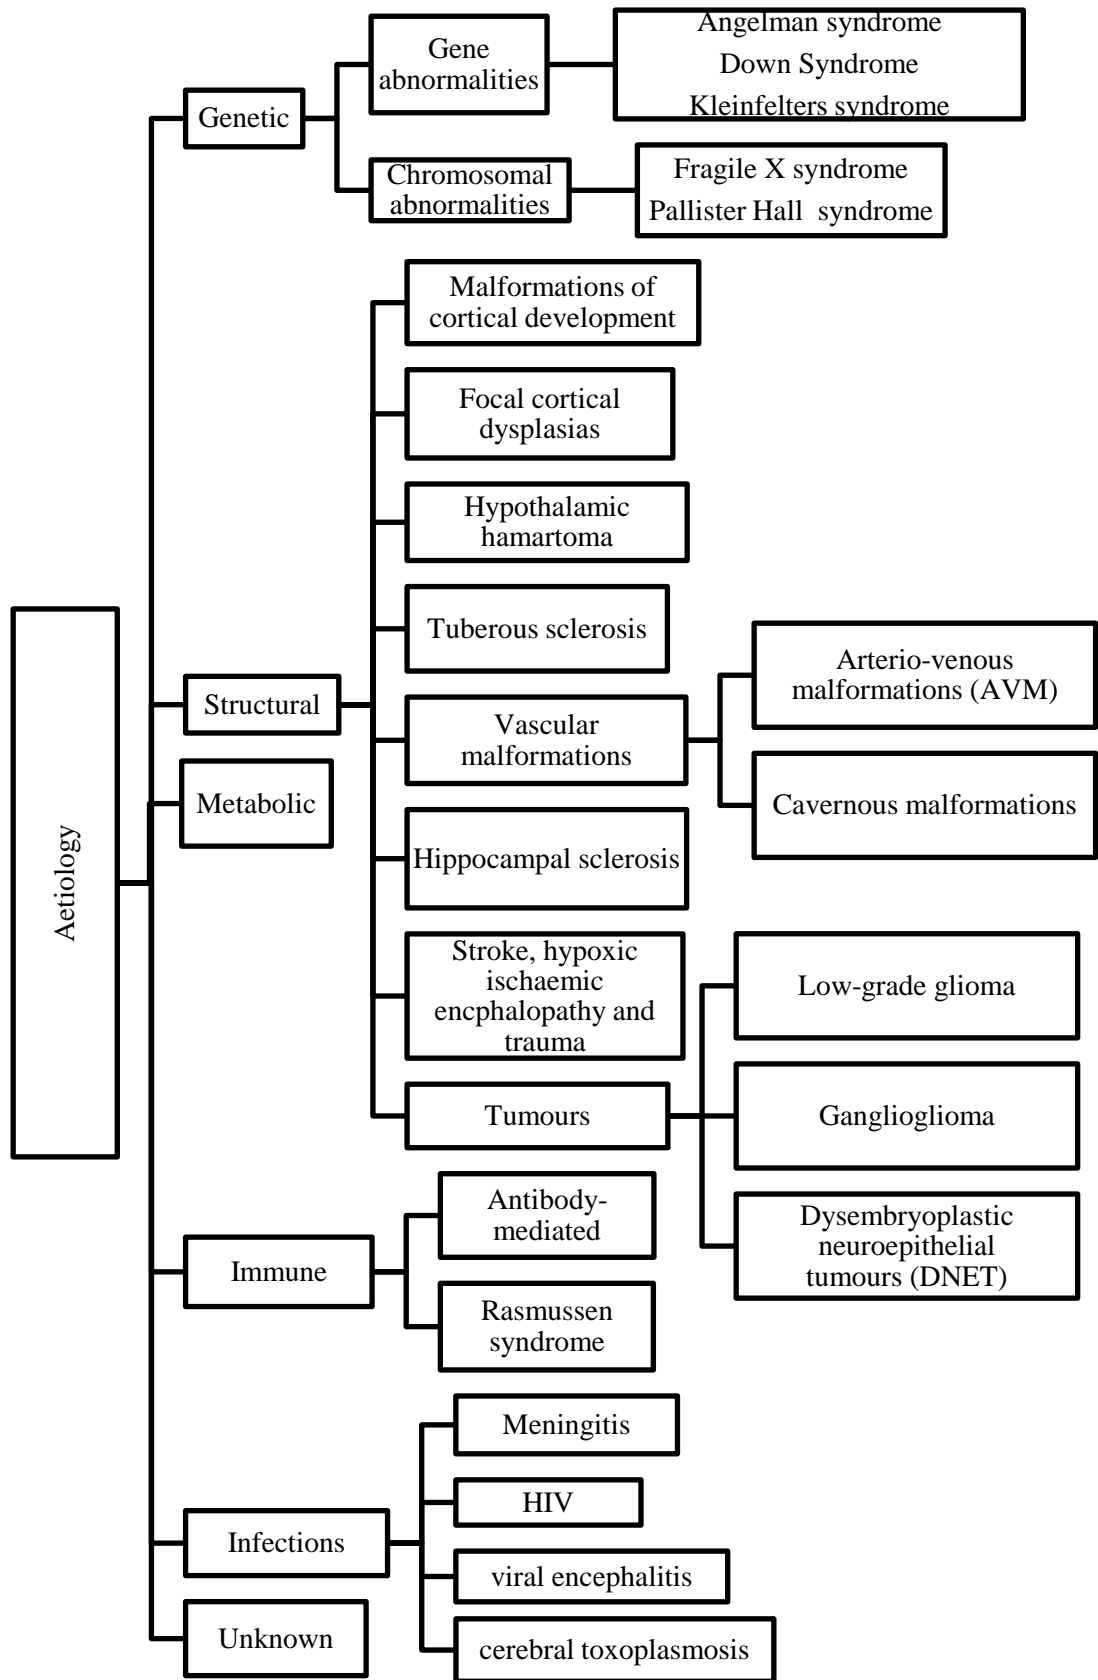 Aetiology
Genetic
Gene
abnormalities
Angelman syndrome
Down Syndrome
Kleinfelters syndrome
Chromosomal
abnormalities
Fragile X syndrome
Pallister Hall  syndrome
Structural
Malformations of
cortical development
Focal cortical
dysplasias
Hypothalamic
hamartoma
Tuberous sclerosis
Vascular
malformations
Arterio-venous
malformations (AVM)
Cavernous malformations
Hippocampal sclerosis
Stroke, hypoxic
ischaemic
encphalopathy and
trauma
Tumours
Low-grade glioma
Ganglioglioma
Dysembryoplastic
neuroepithelial
tumours (DNET)
Metabolic
Immune
Antibody-
mediated
Rasmussen
syndrome
Infections
Meningitis
HIV
viral encephalitis
cerebral toxoplasmosis
Unknown